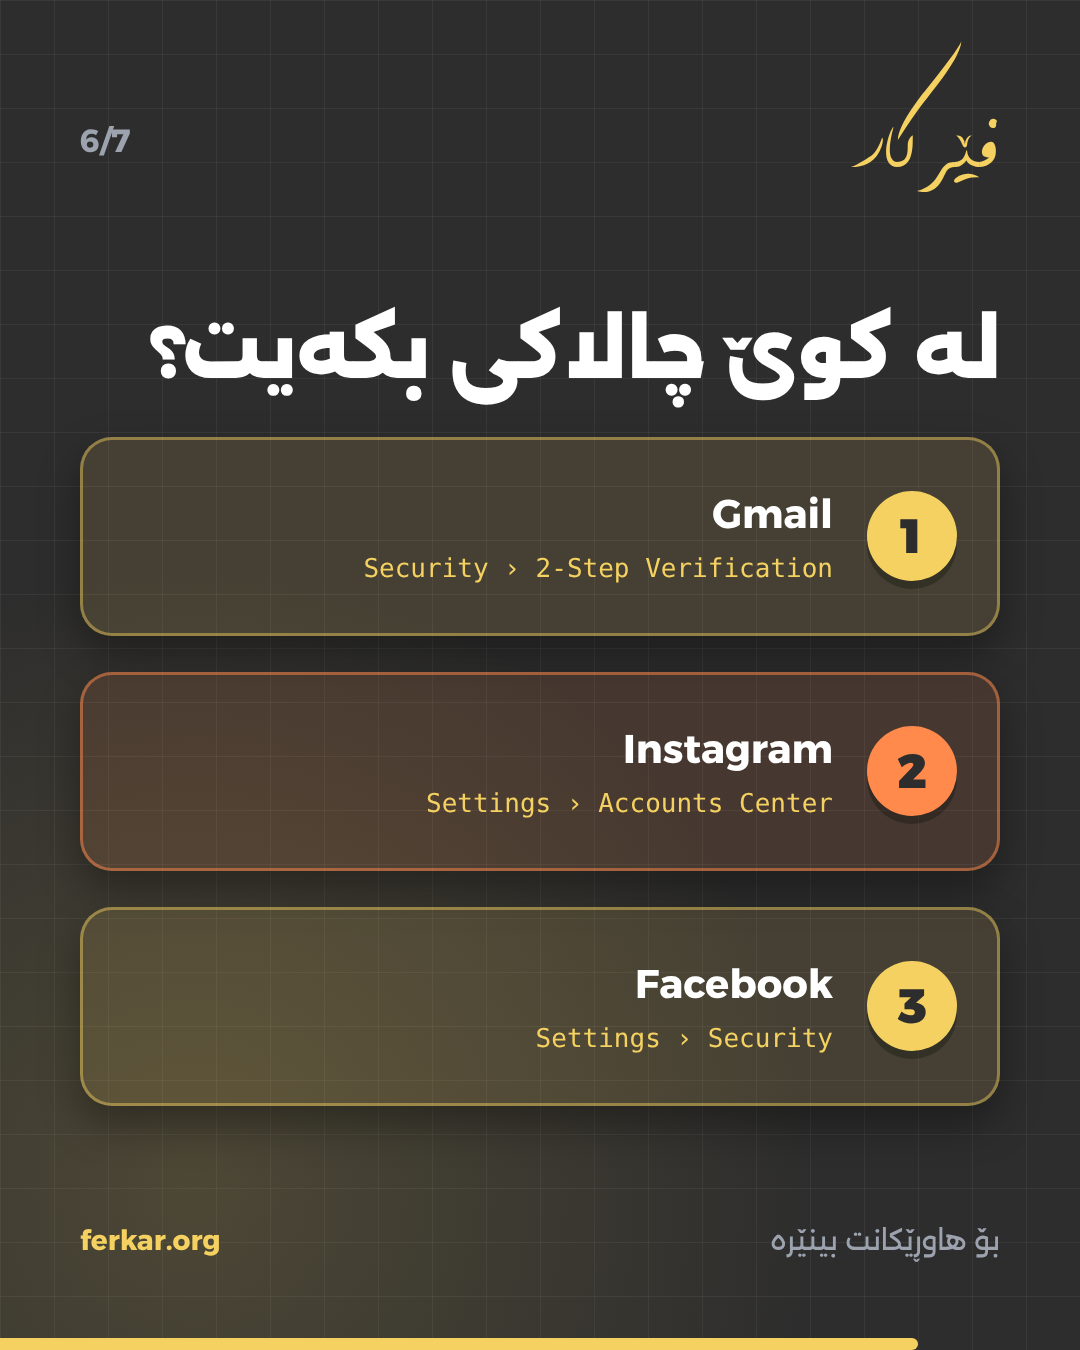 فێرکار
6/7
لە کوێ چالاکی بکەیت؟
1
Gmail
Security › 2-Step Verification
2
Instagram
Settings › Accounts Center
3
Facebook
Settings › Security
بۆ هاوڕێکانت بینێرە
ferkar.org